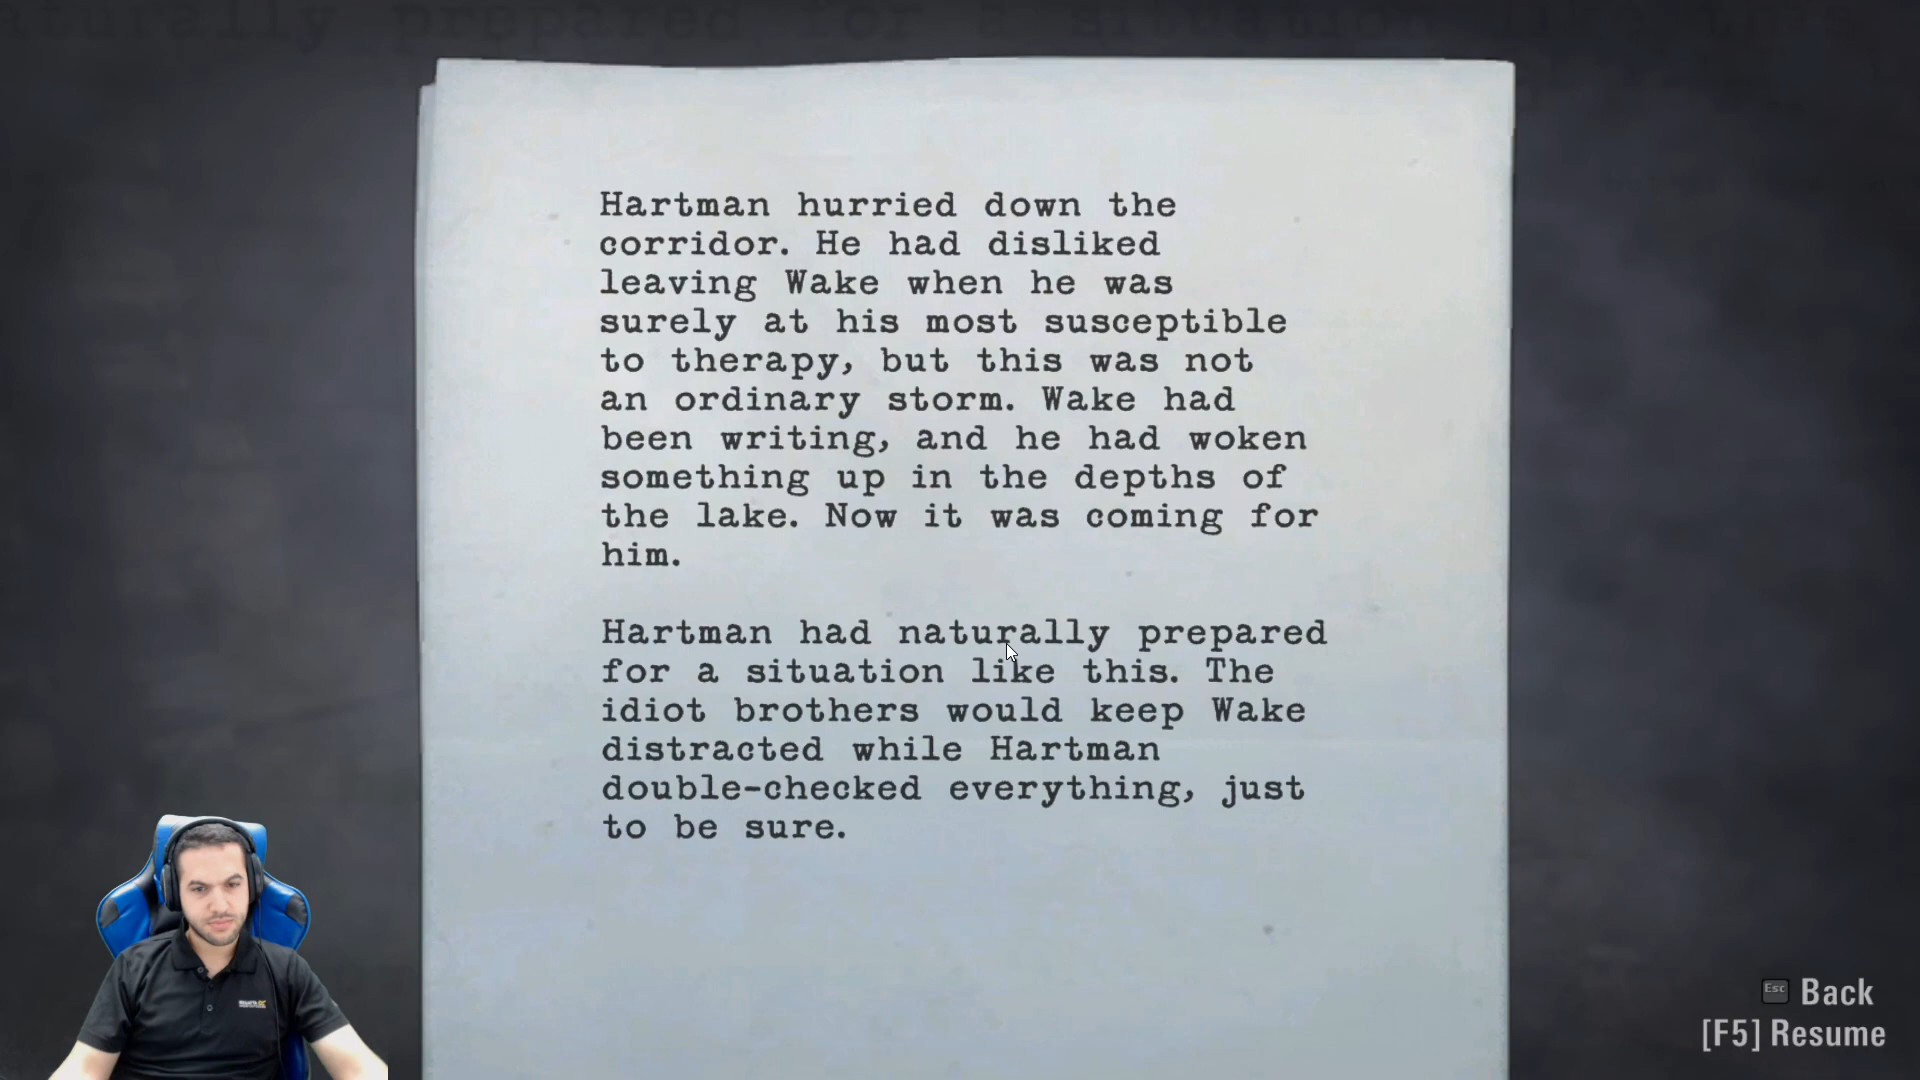 Hartman hurried down the
corridor. He had disliked
leaving Wake when he was
surely at his most susceptible
to therapy, but this was not
an ordinary storm. Wake had
been writing, and he had woken
something up in the depths of
the lake. Now it was coming for
him.
Hartman had naturally prepared
for a situation like this. The
idiot brothers would keep Wake
distracted while Hartman
double-checked everything, just
to be sure.
Esc Back
[F5] Resume